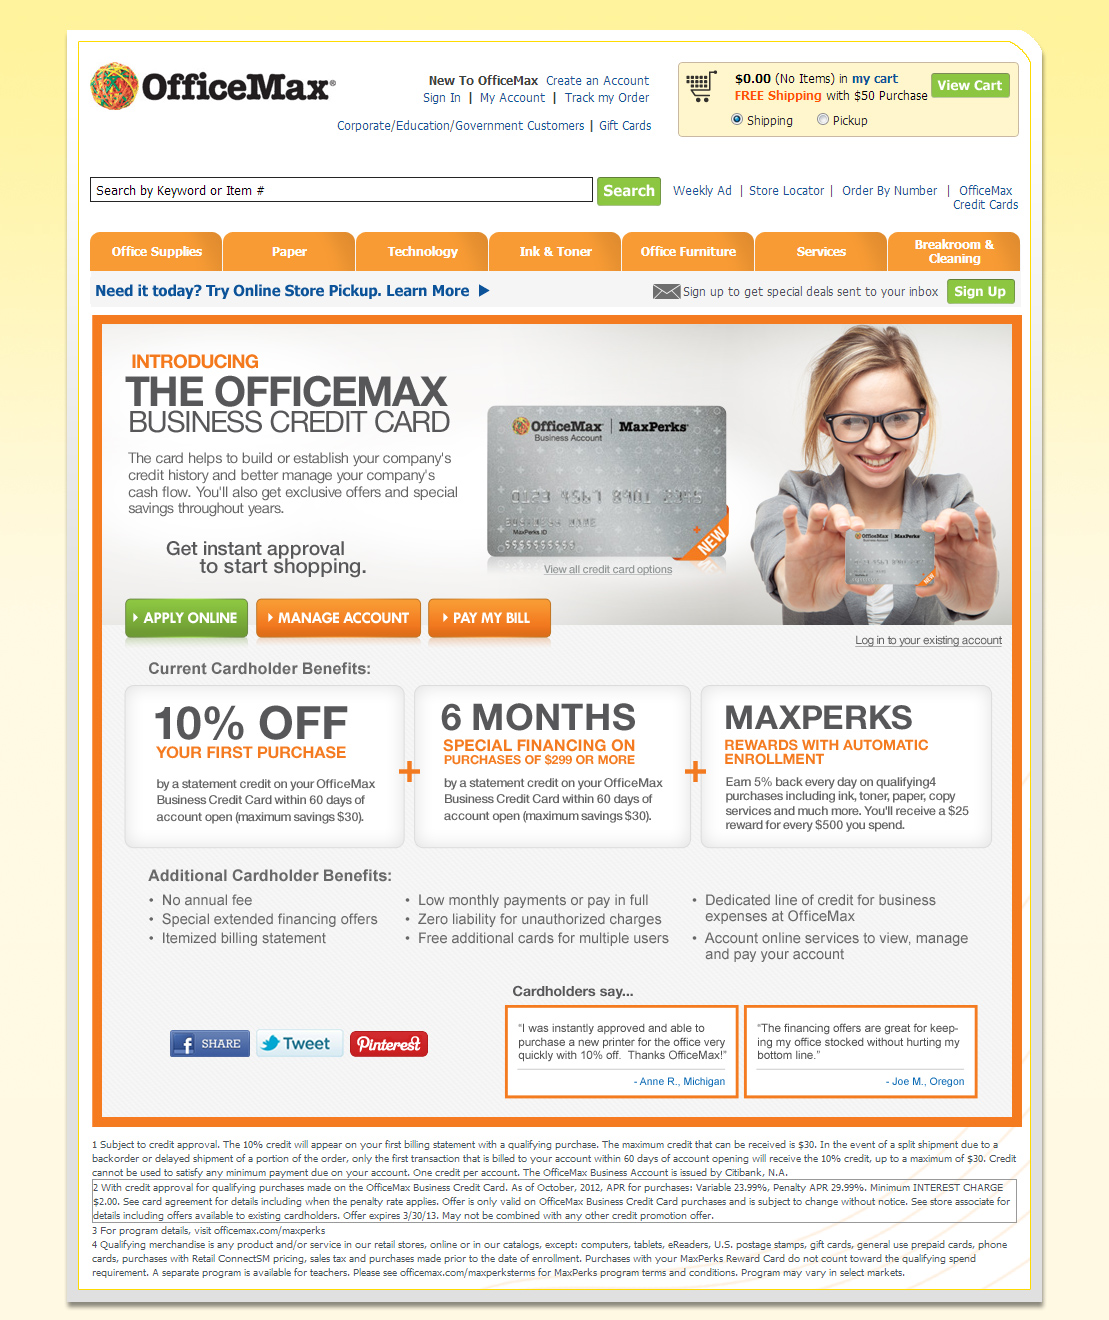 OfficeMax®
New To OfficeMax Create an Account
Sign In | My Account | Track my Order
Corporate/Education/Government Customers | Gift Cards
$0.00 (No Items) in my cart
FREE Shipping with $50 Purchase
View Cart
Shipping Pickup
Search by Keyword or Item #
Search
Weekly Ad | Store Locator | Order By Number | OfficeMax
Credit Cards
Office Supplies Paper Technology Ink & Toner Office Furniture Services Breakroom &
Cleaning
Need it today? Try Online Store Pickup. Learn More
Sign up to get special deals sent to your inbox Sign Up
INTRODUCING
THE OFFICEMAX
BUSINESS CREDIT CARD
The card helps to build or establish your company's
credit history and better manage your company's
cash flow. You'll also get exclusive offers and special
savings throughout years.
Get instant approval
to start shopping.
OfficeMax | MaxPerks
Business Account
0123 4567 8901 2345
BUSINESS NAME
MaxPerks ID
5555555555
NEW
View all credit card options
OfficeMax | MaxPerks
Business Account
NEW
APPLY ONLINE MANAGE ACCOUNT PAY MY BILL
Log in to your existing account
Current Cardholder Benefits:
10% OFF
YOUR FIRST PURCHASE
by a statement credit on your OfficeMax
Business Credit Card within 60 days of
account open (maximum savings $30).
+
6 MONTHS
SPECIAL FINANCING ON
PURCHASES OF $299 OR MORE
by a statement credit on your OfficeMax
Business Credit Card within 60 days of
account open (maximum savings $30).
+
MAXPERKS
REWARDS WITH AUTOMATIC
ENROLLMENT
Earn 5% back every day on qualifying4
purchases including ink, toner, paper, copy
services and much more. You'll receive a $25
reward for every $500 you spend.
Additional Cardholder Benefits:
• No annual fee
• Special extended financing offers
• Itemized billing statement
• Low monthly payments or pay in full
• Zero liability for unauthorized charges
• Free additional cards for multiple users
• Dedicated line of credit for business
expenses at OfficeMax
• Account online services to view, manage
and pay your account
Cardholders say...
f SHARE Tweet Pinterest
“I was instantly approved and able to
purchase a new printer for the office very
quickly with 10% off. Thanks OfficeMax!”
- Anne R., Michigan
“The financing offers are great for keep-
ing my office stocked without hurting my
bottom line.”
- Joe M., Oregon
1 Subject to credit approval. The 10% credit will appear on your first billing statement with a qualifying purchase. The maximum credit that can be received is $30. In the event of a split shipment due to a
backorder or delayed shipment of a portion of the order, only the first transaction that is billed to your account within 60 days of account opening will receive the 10% credit, up to a maximum of $30. Credit
cannot be used to satisfy any minimum payment due on your account. One credit per account. The OfficeMax Business Account is issued by Citibank, N.A.
2 With credit approval for qualifying purchases made on the OfficeMax Business Credit Card. As of October, 2012, APR for purchases: Variable 23.99%, Penalty APR 29.99%. Minimum INTEREST CHARGE
$2.00. See card agreement for details including when the penalty rate applies. Offer is only valid on OfficeMax Business Credit Card purchases and is subject to change without notice. See store associate for
details including offers available to existing cardholders. Offer expires 3/30/13. May not be combined with any other credit promotion offer.
3 For program details, visit officemax.com/maxperks
4 Qualifying merchandise is any product and/or service in our retail stores, online or in our catalogs, except: computers, tablets, eReaders, U.S. postage stamps, gift cards, general use prepaid cards, phone
cards, purchases with Retail ConnectSM pricing, sales tax and purchases made prior to the date of enrollment. Purchases with your MaxPerks Reward Card do not count toward the qualifying spend
requirement. A separate program is available for teachers. Please see officemax.com/maxperksterms for MaxPerks program terms and conditions. Program may vary in select markets.